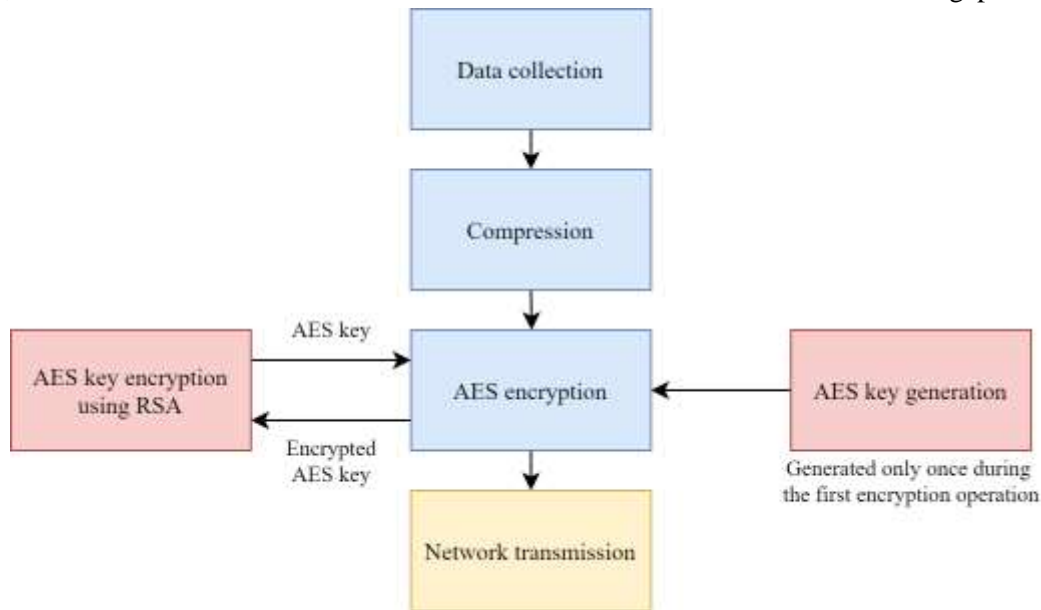 Data collection
Compression
AES key
AES key encryption
using RSA
AES encryption
AES key generation
Encrypted
AES key
Generated only once during
the first encryption operation
Network transmission